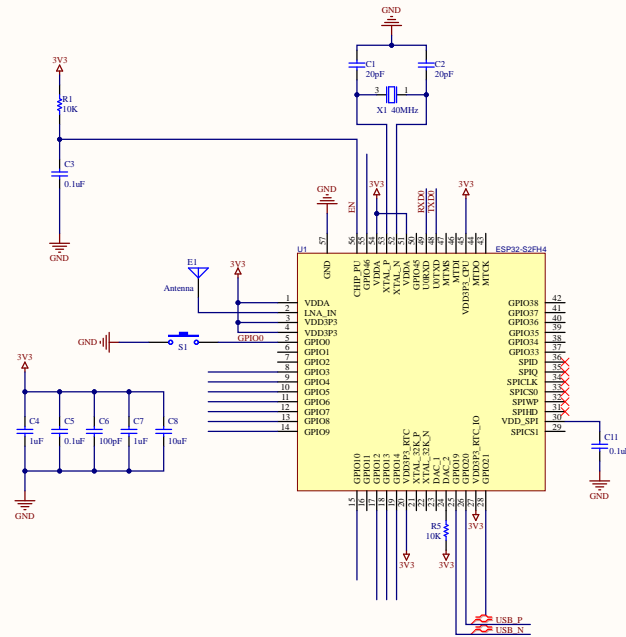 GND
C1
20pF
C2
20pF
3 1
X1 40MHz
3V3
R1
10K
C3
0.1uF
GND
GND
EN
3V3
RXD0
TXD0
3V3
57
56
55
54
53
52
51
50
49
48
47
46
45
44
43
U1
ESP32-S2FH4
GND
CHIP_PU
GPIO46
VDDA
XTAL_P
XTAL_N
VDDA
GPIO45
U0RXD
U0TXD
MTMS
MTDI
VDD3P3_CPU
MTDO
MTCK
E1
Antenna
3V3
GND
S1
GPIO0
1 VDDA
2 LNA_IN
3 VDD3P3
4 VDD3P3
5 GPIO0
6 GPIO1
7 GPIO2
8 GPIO3
9 GPIO4
10 GPIO5
11 GPIO6
12 GPIO7
13 GPIO8
14 GPIO9
GPIO38 42
GPIO37 41
GPIO36 40
GPIO35 39
GPIO34 38
GPIO33 37
SPID 36
SPIQ 35
SPICLK 34
SPICS0 33
SPIWP 32
SPIHD 31
VDD_SPI 30
SPICS1 29
C11
0.1u
GND
3V3
C4
1uF
C5
0.1uF
C6
100pF
C7
1uF
C8
10uF
GND
GPIO10
GPIO11
GPIO12
GPIO13
GPIO14
VDD3P3_RTC
XTAL_32K_P
XTAL_32K_N
DAC_1
DAC_2
GPIO19
GPIO20
VDD3P3_RTC_IO
GPIO21
15
16
17
18
19
20
21
22
23
24
25
26
27
28
3V3
R5
10K
3V3
3V3
USB_P
USB_N